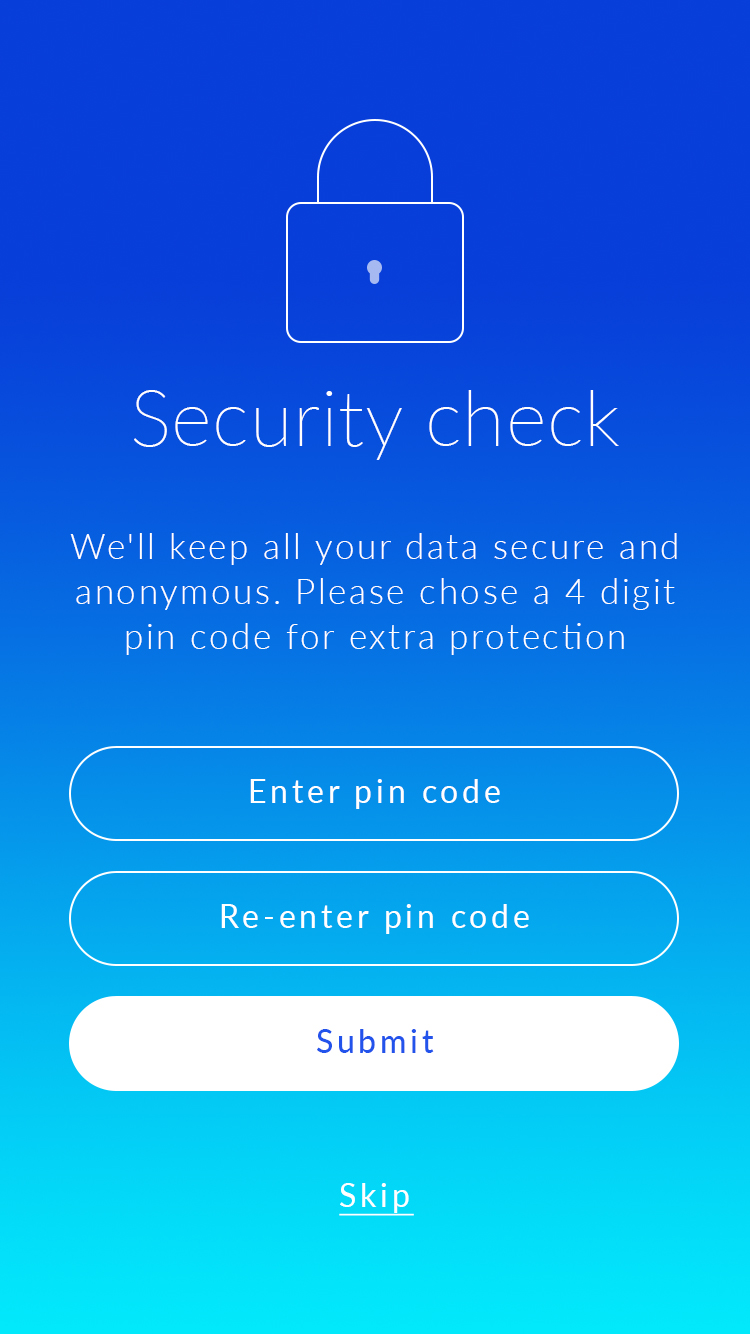 Security check
We'll keep all your data secure and
anonymous. Please chose a 4 digit
pin code for extra protection
Enter pin code
Re-enter pin code
Submit
Skip